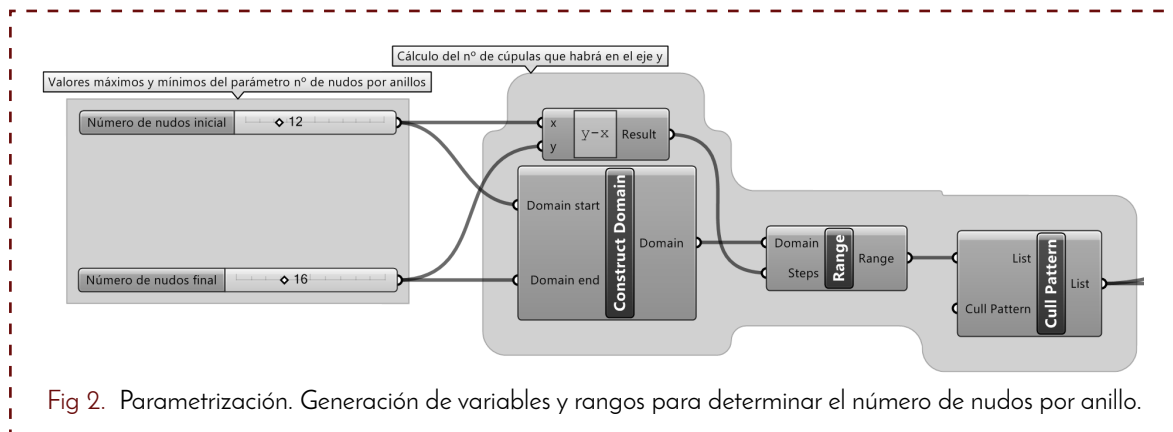 Cálculo del nº de cúpulas que habrá en el eje y
Valores máximos y mínimos del parámetro nº de nudos por anillos
Número de nudos inicial
12
x
y
y-x
Result
Domain start
Domain end
Construct Domain
Domain
Número de nudos final
16
Domain
Steps
Range
Range
List
Cull Pattern
Cull Pattern
List
Fig 2. Parametrización. Generación de variables y rangos para determinar el número de nudos por anillo.